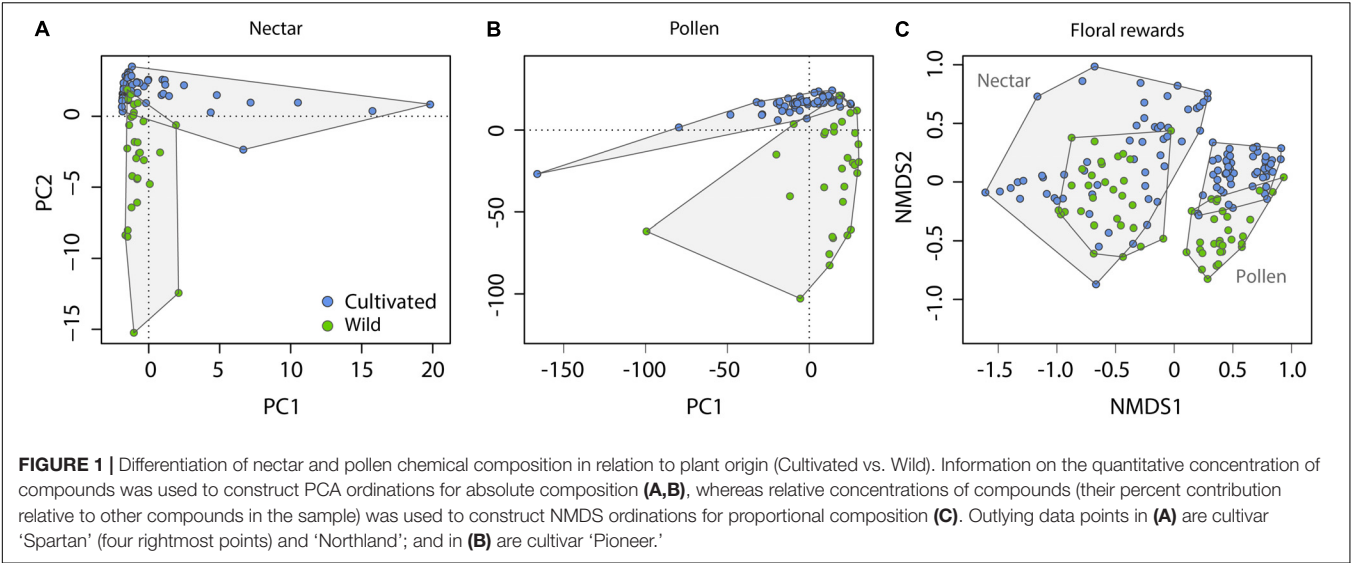 A
Nectar
B
Pollen
C
Floral rewards
0
−5
−10
−15
PC2
0
5
10
15
20
PC1
Cultivated
Wild
0
-50
-100
-150
-100
-50
0
PC1
1.0
0.5
0
-0.5
-1.0
NMDS2
Nectar
Pollen
-1.5
-1.0
-0.5
0
0.5
1.0
NMDS1
FIGURE 1 | Differentiation of nectar and pollen chemical composition in relation to plant origin (Cultivated vs. Wild). Information on the quantitative concentration of
compounds was used to construct PCA ordinations for absolute composition (A,B), whereas relative concentrations of compounds (their percent contribution
relative to other compounds in the sample) was used to construct NMDS ordinations for proportional composition (C). Outlying data points in (A) are cultivar
‘Spartan’ (four rightmost points) and ‘Northland’; and in (B) are cultivar ‘Pioneer.’